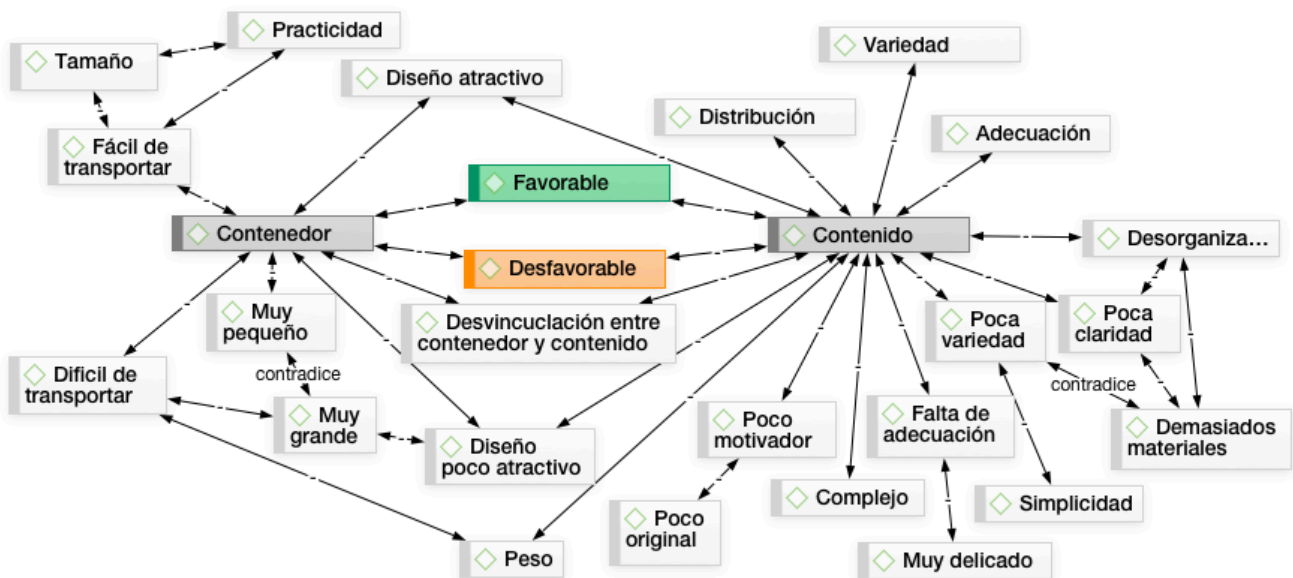 Practicidad
Variedad
Tamaño
Diseño atractivo
Distribución
Adecuación
Fácil de
transportar
Favorable
Contenedor
Contenido
Desorganiza...
Desfavorable
Muy
pequeño
Desvincuclación entre
contenedor y contenido
Poca
variedad
Poca
claridad
contradice
contradice
Dificil de
transportar
Muy
grande
Diseño
poco atractivo
Poco
motivador
Falta de
adecuación
Demasiados
materiales
Complejo
Simplicidad
Poco
original
Peso
Muy delicado